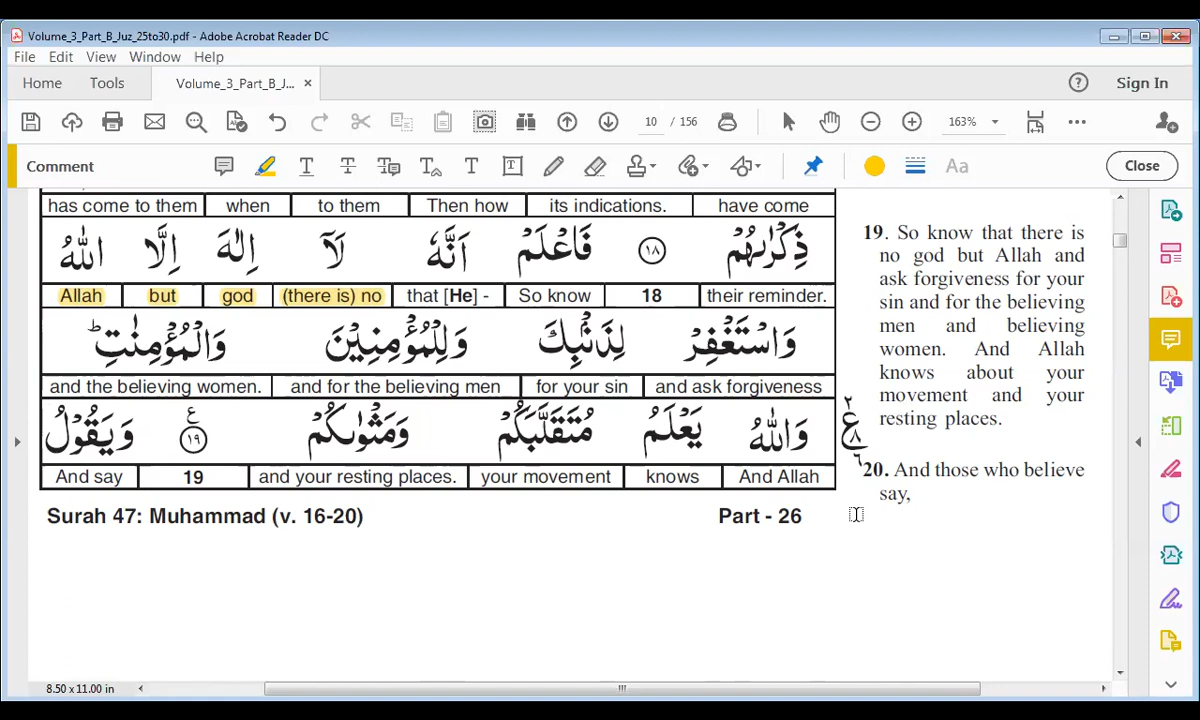 Volume_3_Part_B_Juz_25to30.pdf - Adobe Acrobat Reader DC
File Edit View Window Help
Home Tools Volume_3_Part_B_J... × Sign In
10 / 156 163%
Comment Aa Close
has come to them when to them Then how its indications. have come
ذِكۡرٰٮهُمۡ ١٨ فَاعۡلَمۡ اَنَّهٗ لَاۤ اِلٰهَ اِلَّا اللّٰهُ
Allah but god (there is) no that [He] - So know 18 their reminder.
وَاسۡتَغۡفِرۡ لِذَنۡۢبِكَ وَلِلۡمُؤۡمِنِيۡنَ وَالۡمُؤۡمِنٰتِ‌ؕ
and the believing women. and for the believing men for your sin and ask forgiveness
وَاللّٰهُ يَعۡلَمُ مُتَقَلَّبَكُمۡ وَمَثۡوٰٮكُمۡ ١٩ ع وَيَقُوۡلُ
٢ ع ٨ ٦
And say 19 and your resting places. your movement knows And Allah
Surah 47: Muhammad (v. 16-20) Part - 26
19. So know that there is
no god but Allah and
ask forgiveness for your
sin and for the believing
men and believing
women. And Allah
knows about your
movement and your
resting places.
20. And those who believe
say,
8.50 x 11.00 in